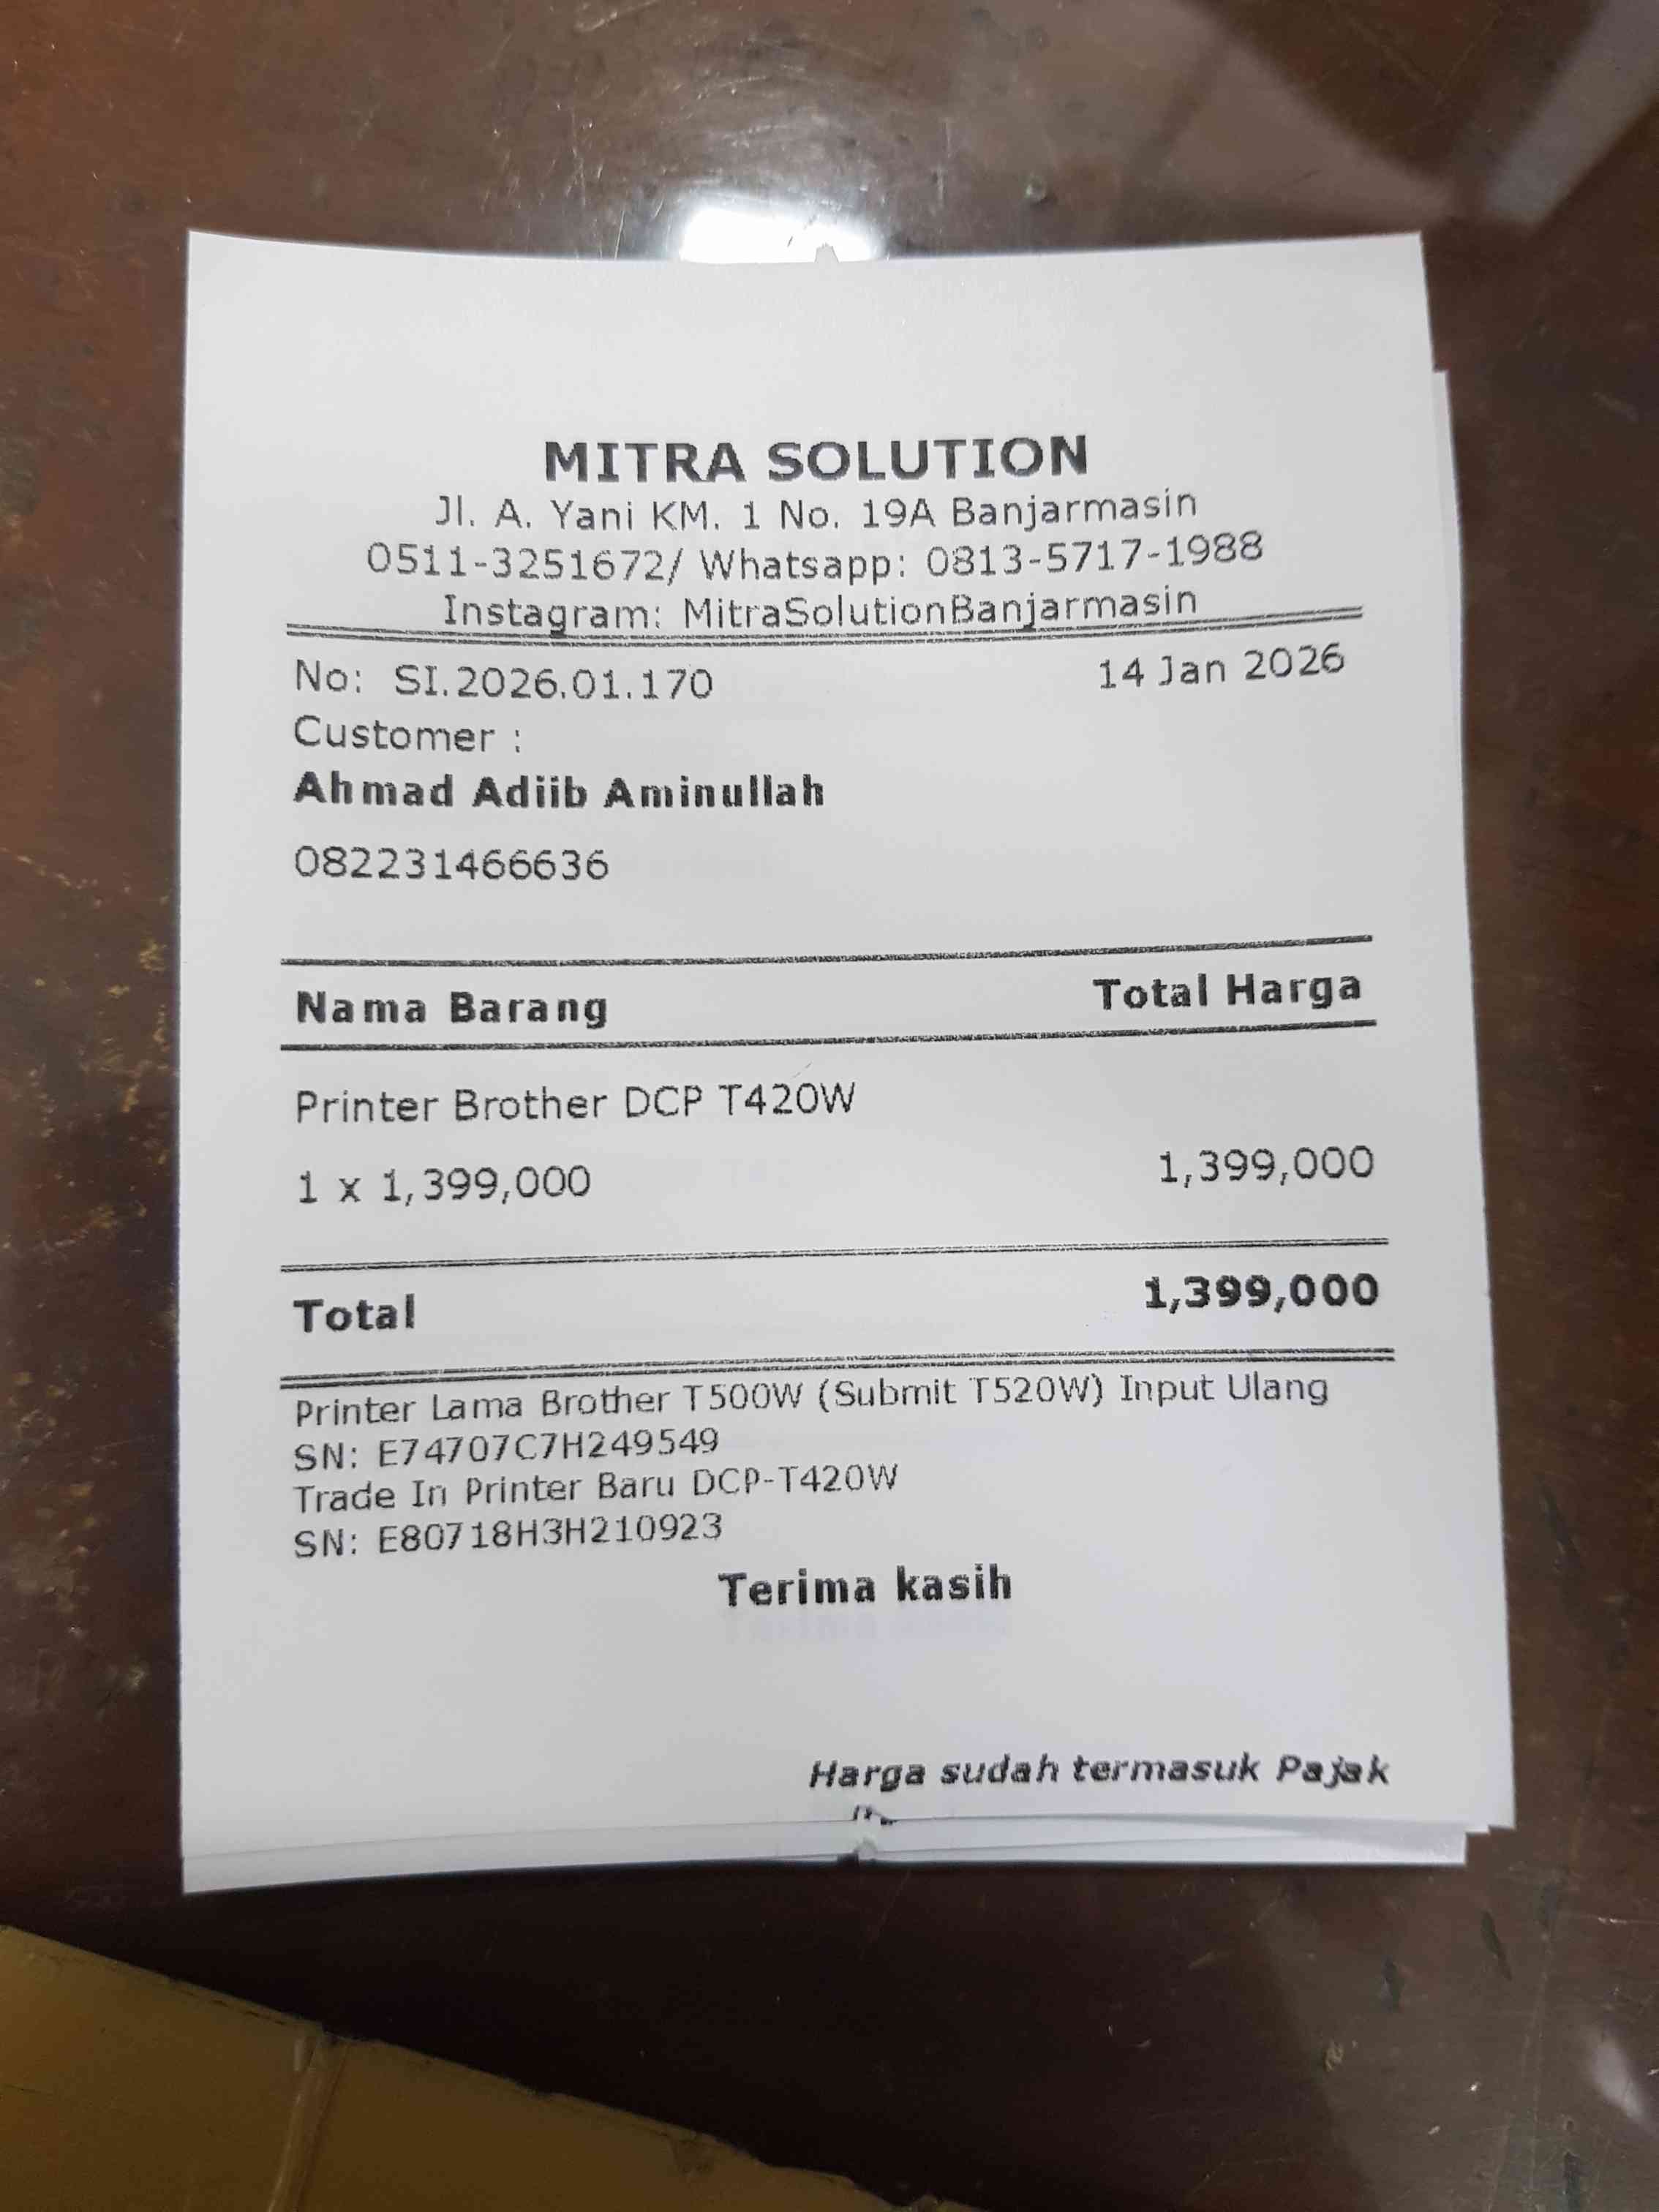 MITRA SOLUTION
Jl. A. Yani KM. 1 No. 19A Banjarmasin
0511-3251672/ Whatsapp: 0813-5717-1988
Instagram: MitraSolutionBanjarmasin
No: SI.2026.01.170 14 Jan 2026
Customer :
Ahmad Adiib Aminullah
082231466636
Nama Barang Total Harga
Printer Brother DCP T420W
1 x 1,399,000 1,399,000
Total 1,399,000
Printer Lama Brother T500W (Submit T520W) Input Ulang
SN: E74707C7H249549
Trade In Printer Baru DCP-T420W
SN: E80718H3H210923
Terima kasih
Harga sudah termasuk Pajak